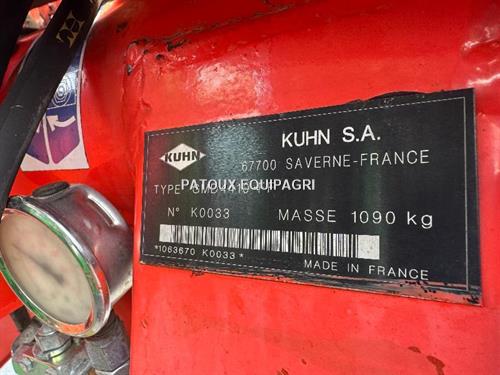 KUHN
KUHN S.A.
67700 SAVERNE-FRANCE
TYPE
PATOUX EQUIPAGRI
N° K0033 MASSE 1090 kg
*1063670 K0033*
MADE IN FRANCE